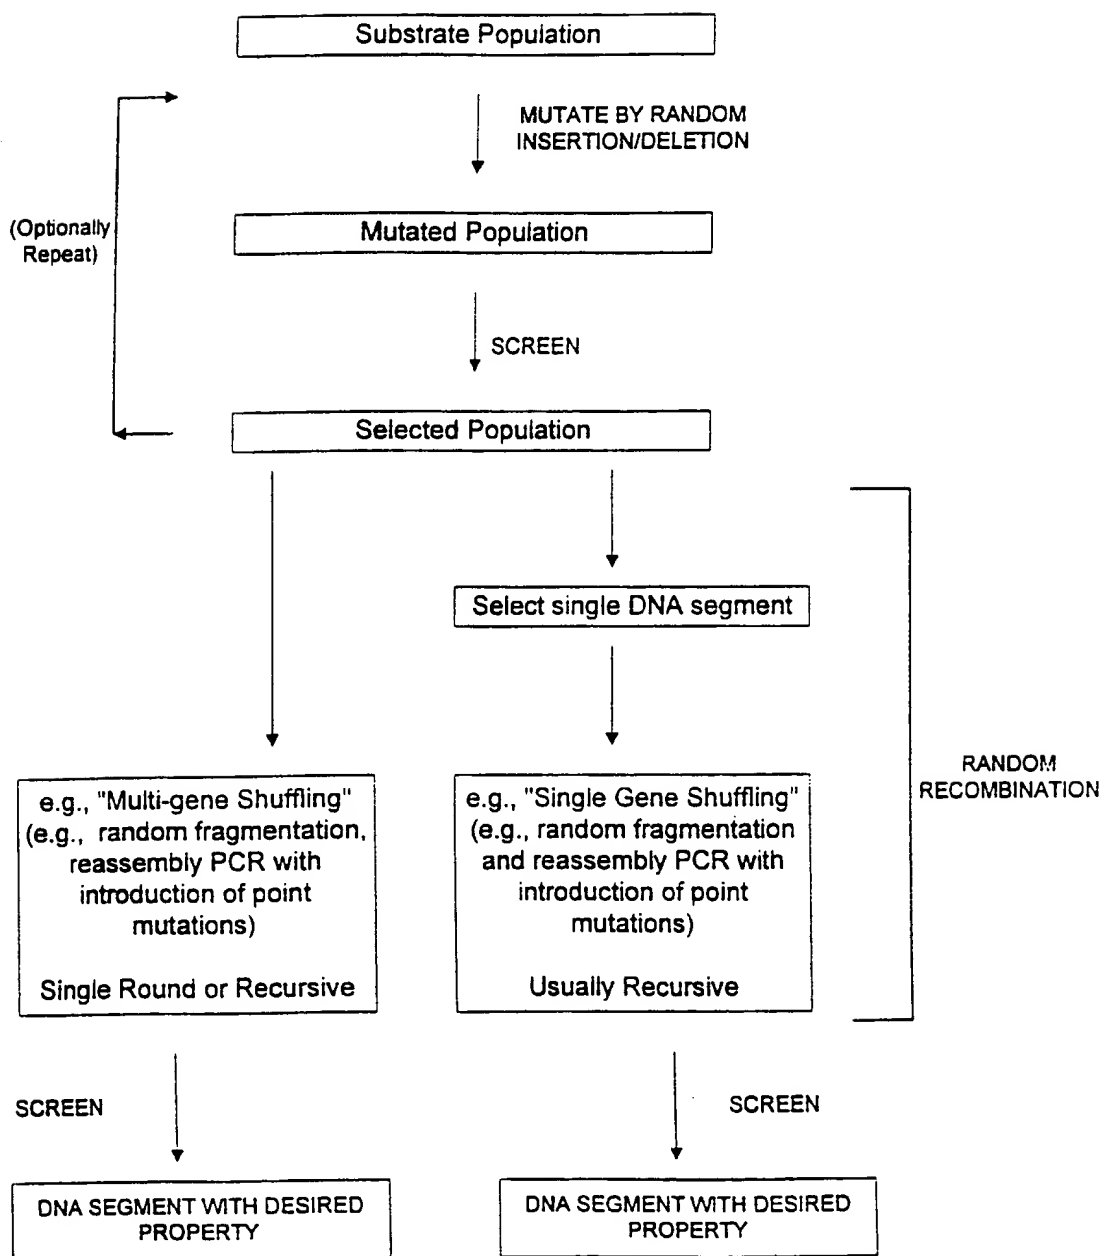 Substrate Population
MUTATE BY RANDOM
INSERTION/DELETION
(Optionally
Repeat)
Mutated Population
SCREEN
Selected Population
Select single DNA segment
RANDOM
RECOMBINATION
e.g., "Multi-gene Shuffling"
(e.g., random fragmentation,
reassembly PCR with
introduction of point
mutations)
Single Round or Recursive
e.g., "Single Gene Shuffling"
(e.g., random fragmentation
and reassembly PCR with
introduction of point
mutations)
Usually Recursive
SCREEN
SCREEN
DNA SEGMENT WITH DESIRED
PROPERTY
DNA SEGMENT WITH DESIRED
PROPERTY